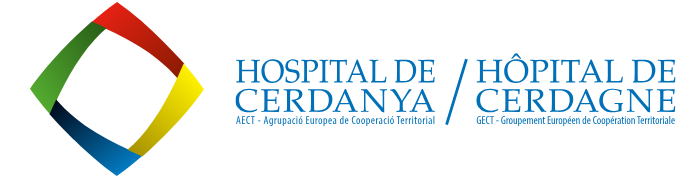 HOSPITAL DE
CERDANYA
AECT - Agrupació Europea de Cooperació Territorial
/
HÔPITAL DE
CERDAGNE
GECT - Groupement Européen de Coopération Territoriale